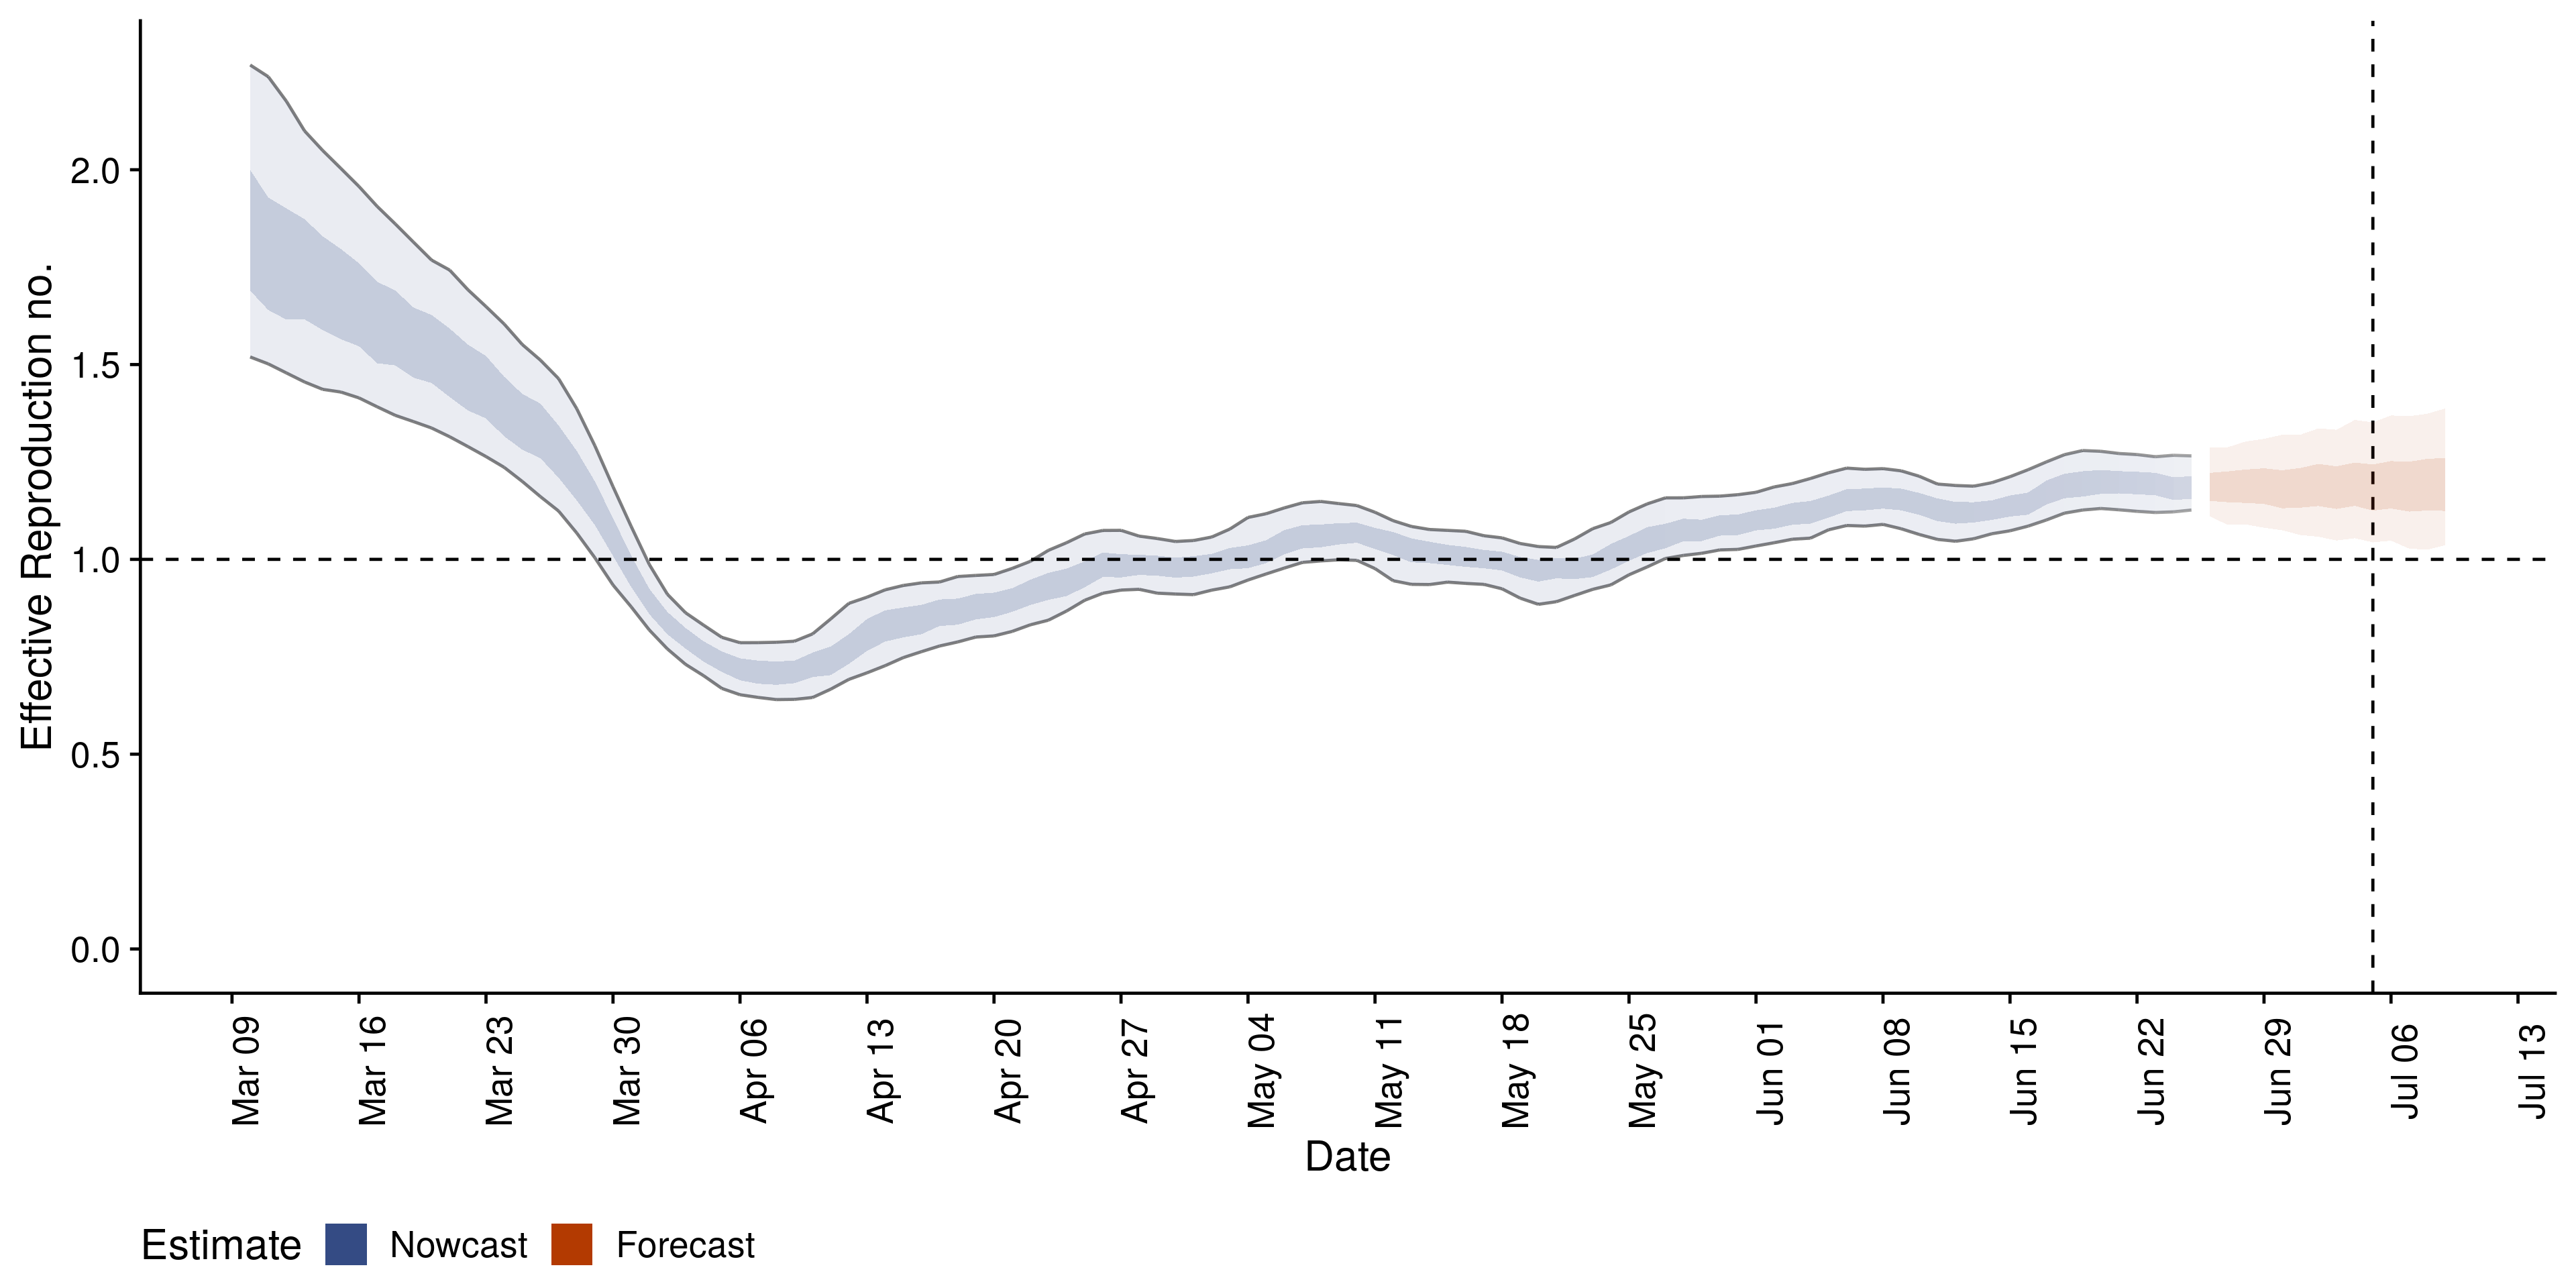 Effective Reproduction no.
2.0
1.5
1.0
0.5
0.0
Mar 09
Mar 16
Mar 23
Mar 30
Apr 06
Apr 13
Apr 20
Apr 27
May 04
May 11
May 18
May 25
Jun 01
Jun 08
Jun 15
Jun 22
Jun 29
Jul 06
Jul 13
Date
Estimate Nowcast Forecast